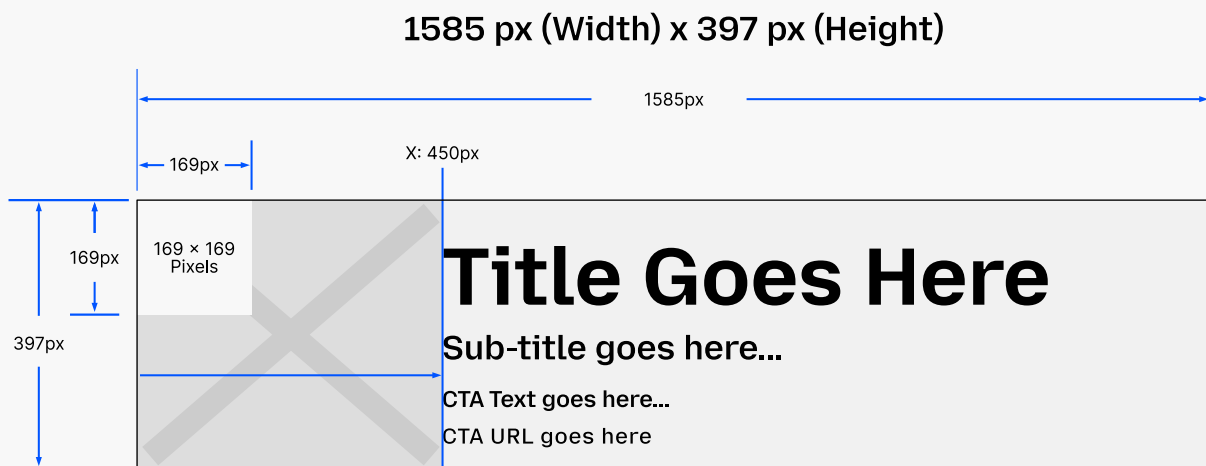 1585 px (Width) x 397 px (Height)
1585px
169px
X: 450px
169 × 169
Pixels
169px
397px
Title Goes Here
Sub-title goes here...
CTA Text goes here...
CTA URL goes here